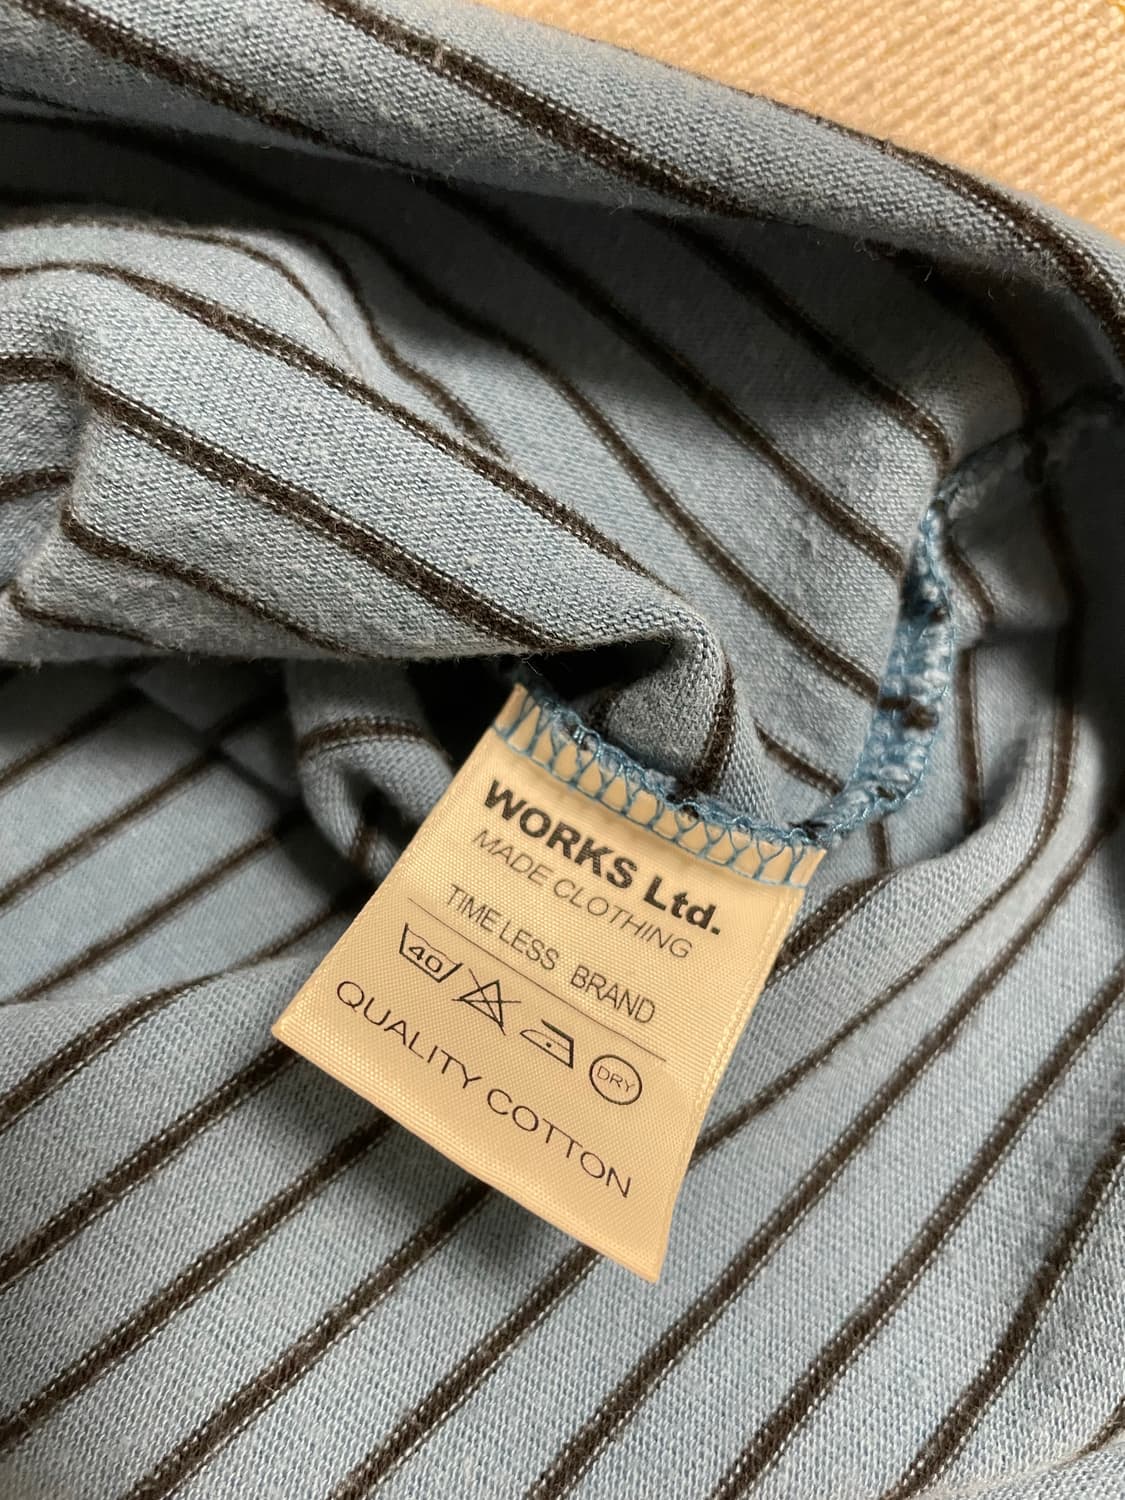 WORKS Ltd.
MADE CLOTHING
TIME LESS BRAND
40 DRY
QUALITY COTTON